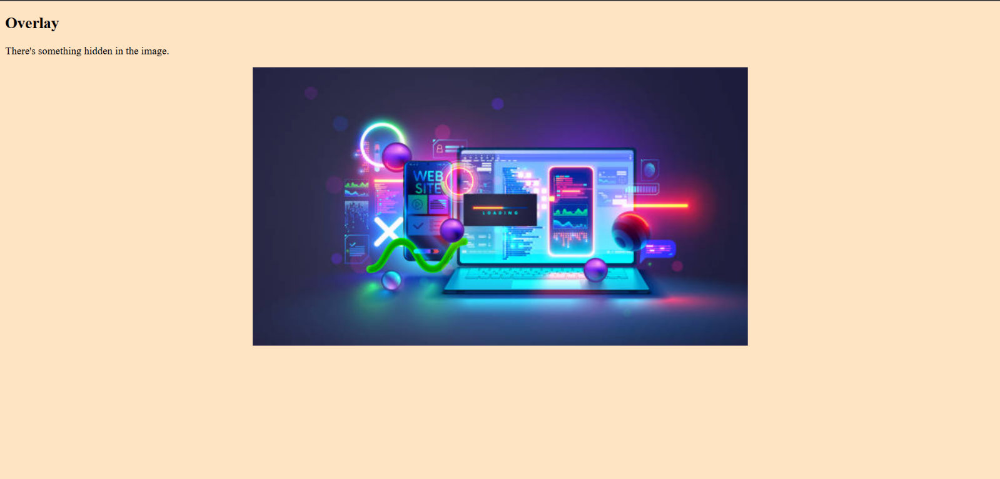 Overlay
There's something hidden in the image.
WEB
SITE
LOADING